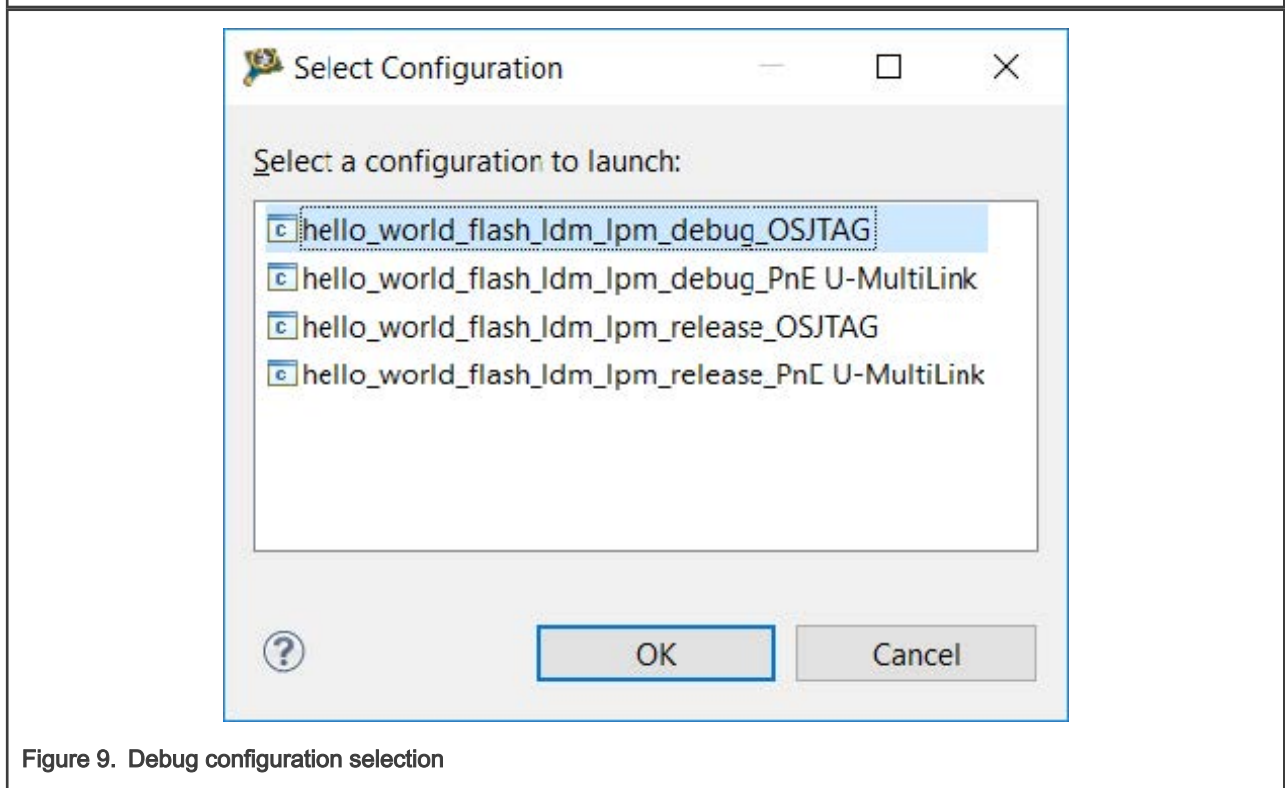 Select Configuration
Select a configuration to launch:
hello_world_flash_ldm_lpm_debug_OSJTAG
hello_world_flash_ldm_lpm_debug_PnE U-MultiLink
hello_world_flash_ldm_lpm_release_OSJTAG
hello_world_flash_ldm_lpm_release_PnE U-MultiLink
OK
Cancel
Figure 9. Debug configuration selection